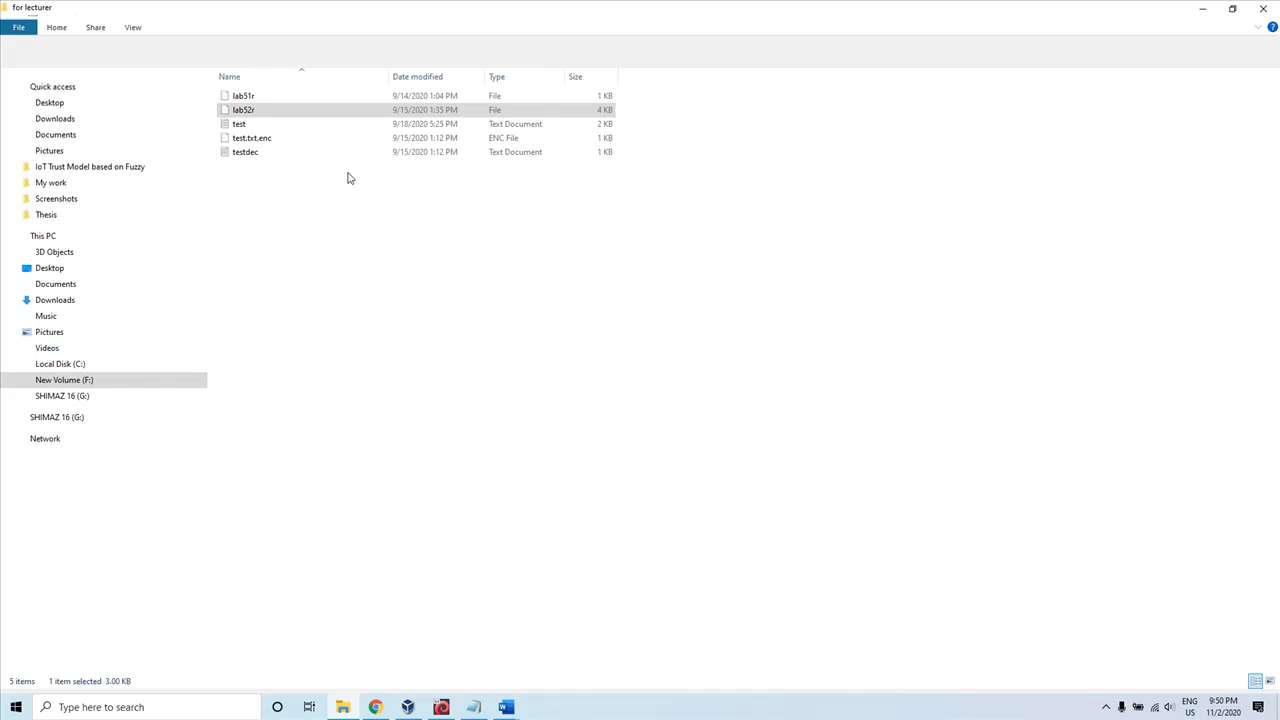 for lecturer
File Home Share View
Name Date modified Type Size
Quick access
Desktop
Downloads
Documents
Pictures
IoT Trust Model based on Fuzzy
My work
Screenshots
Thesis
This PC
3D Objects
Desktop
Documents
Downloads
Music
Pictures
Videos
Local Disk (C:)
New Volume (F:)
SHIMAZ 16 (G:)
SHIMAZ 16 (G:)
Network
lab51r 9/14/2020 1:04 PM File 1 KB
lab52r 9/15/2020 1:35 PM File 4 KB
test 9/18/2020 5:25 PM Text Document 2 KB
test.txt.enc 9/15/2020 1:12 PM ENC File 1 KB
testdec 9/15/2020 1:12 PM Text Document 1 KB
5 items 1 item selected 3.00 KB
Type here to search
ENG
US
9:50 PM
11/2/2020